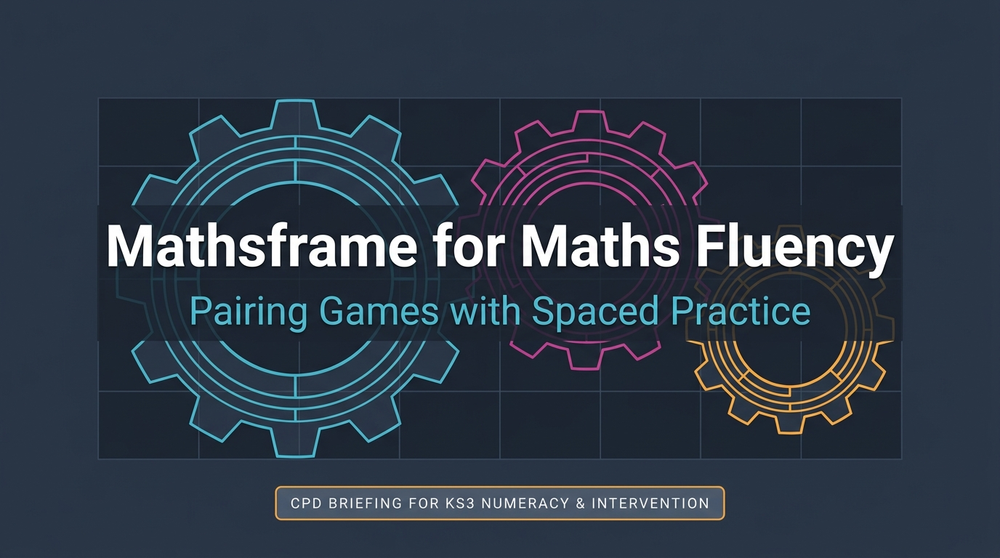 Mathsframe for Maths Fluency
Pairing Games with Spaced Practice
CPD BRIEFING FOR KS3 NUMERACY & INTERVENTION